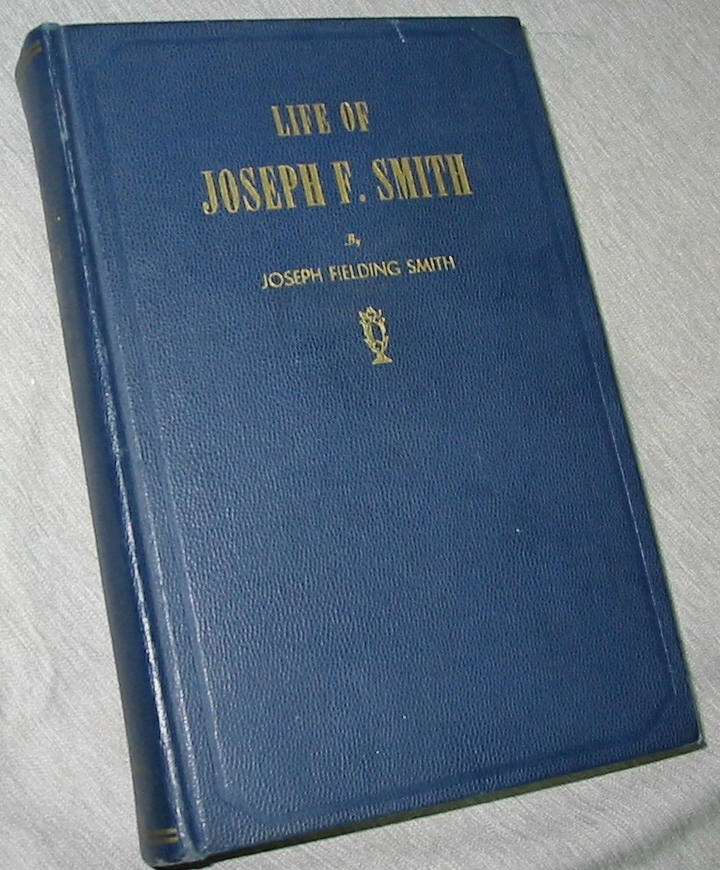 LIFE OF
JOSEPH F. SMITH
By
JOSEPH FIELDING SMITH